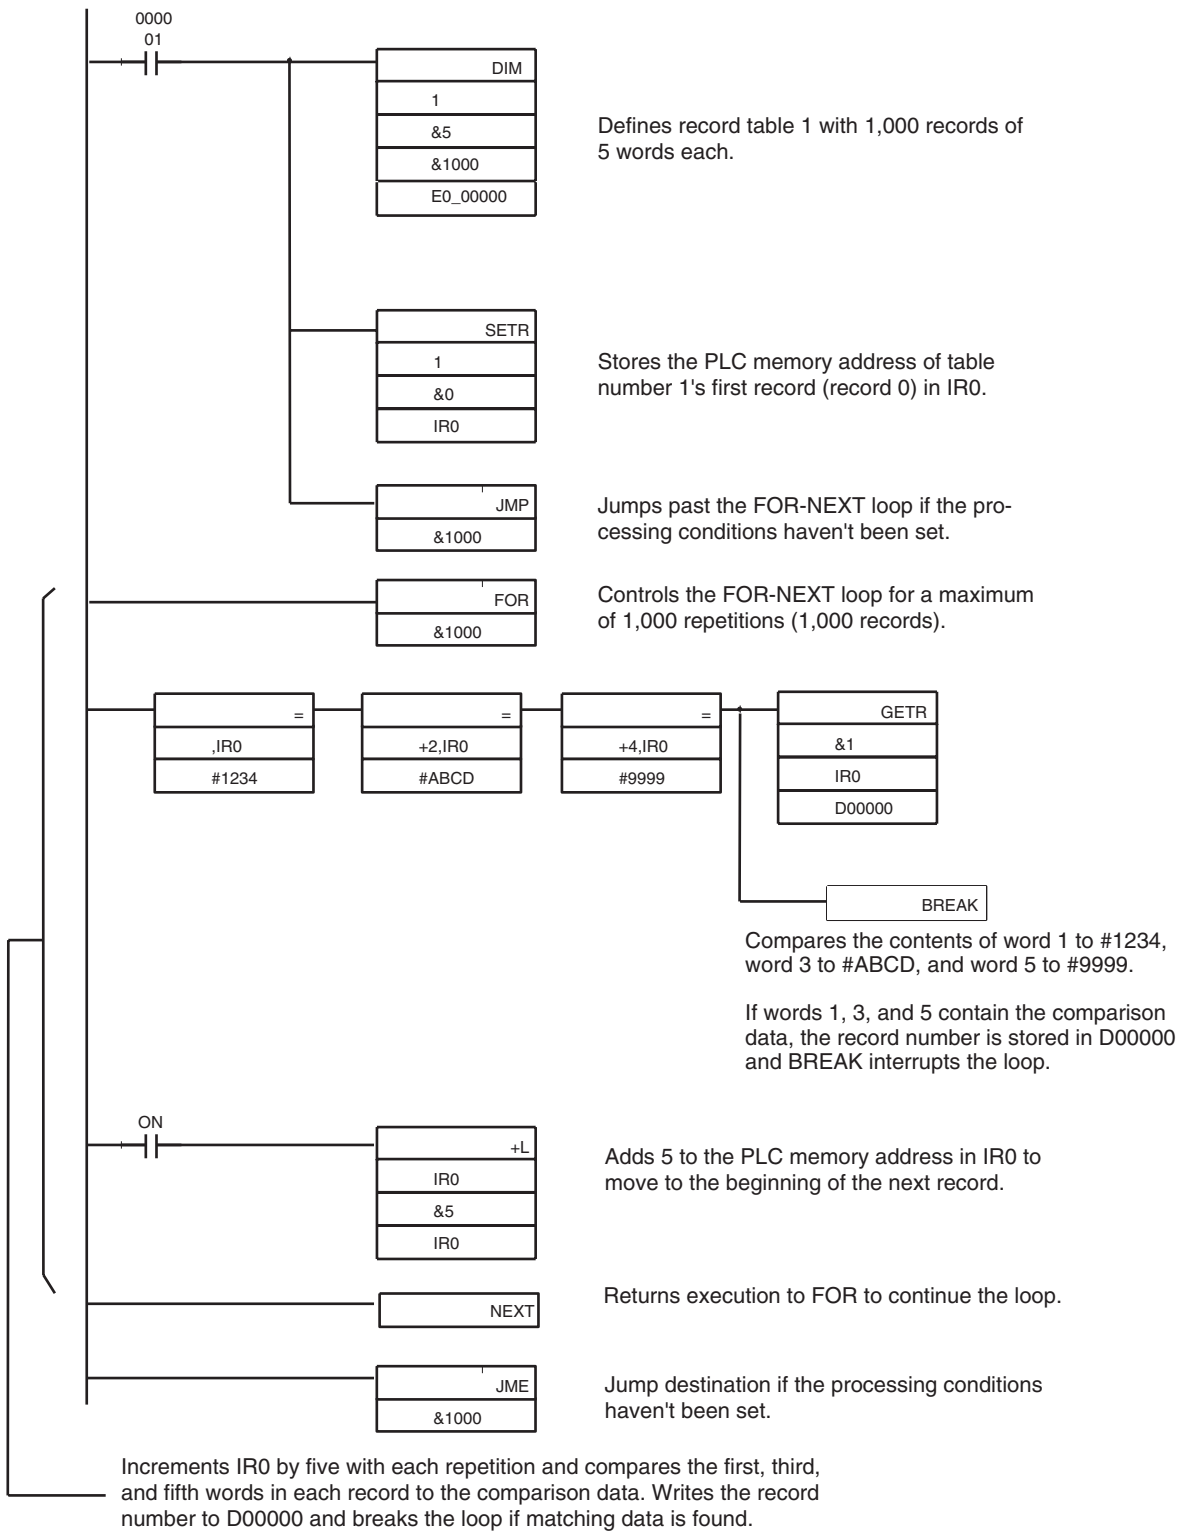 0000
01
DIM
1
&5
&1000
E0_00000
Defines record table 1 with 1,000 records of
5 words each.
SETR
1
&0
IR0
Stores the PLC memory address of table
number 1's first record (record 0) in IR0.
JMP
&1000
Jumps past the FOR-NEXT loop if the pro-
cessing conditions haven't been set.
FOR
&1000
Controls the FOR-NEXT loop for a maximum
of 1,000 repetitions (1,000 records).
=
,IR0
#1234
=
+2,IR0
#ABCD
=
+4,IR0
#9999
GETR
&1
IR0
D00000
BREAK
Compares the contents of word 1 to #1234,
word 3 to #ABCD, and word 5 to #9999.
If words 1, 3, and 5 contain the comparison
data, the record number is stored in D00000
and BREAK interrupts the loop.
ON
+L
IR0
&5
IR0
Adds 5 to the PLC memory address in IR0 to
move to the beginning of the next record.
NEXT
Returns execution to FOR to continue the loop.
JME
&1000
Jump destination if the processing conditions
haven't been set.
Increments IR0 by five with each repetition and compares the first, third,
and fifth words in each record to the comparison data. Writes the record
number to D00000 and breaks the loop if matching data is found.